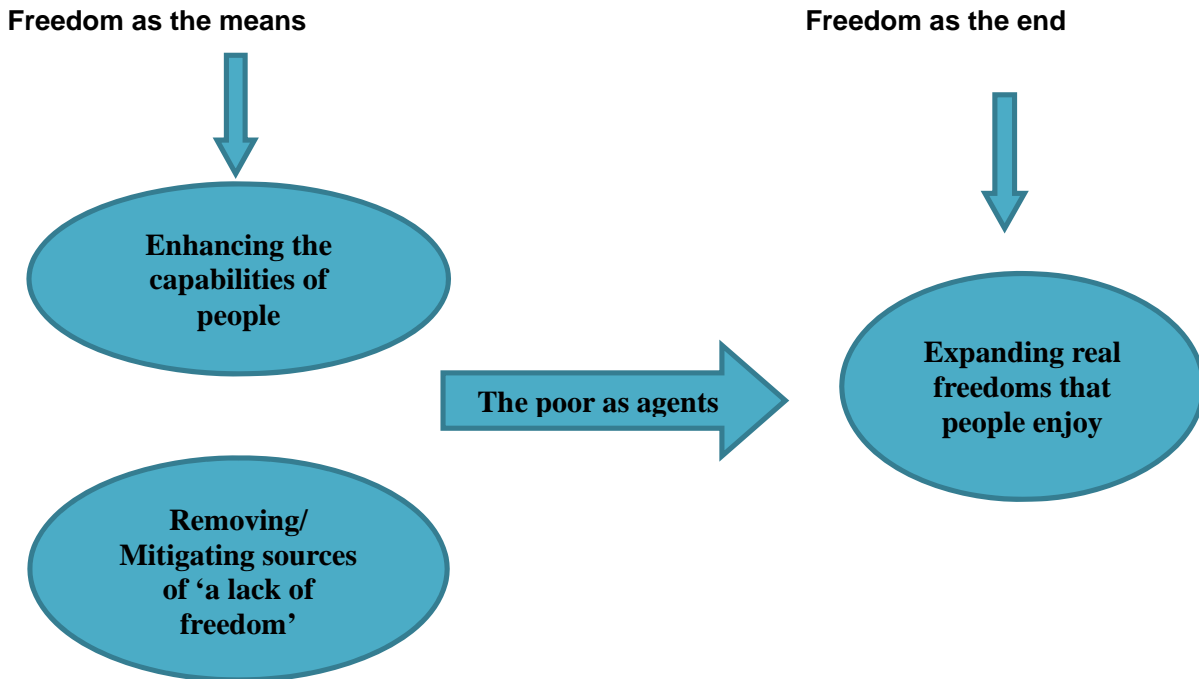 Freedom as the means
Freedom as the end
Enhancing the
capabilities of
people
The poor as agents
Expanding real
freedoms that
people enjoy
Removing/
Mitigating sources
of ‘a lack of
freedom’